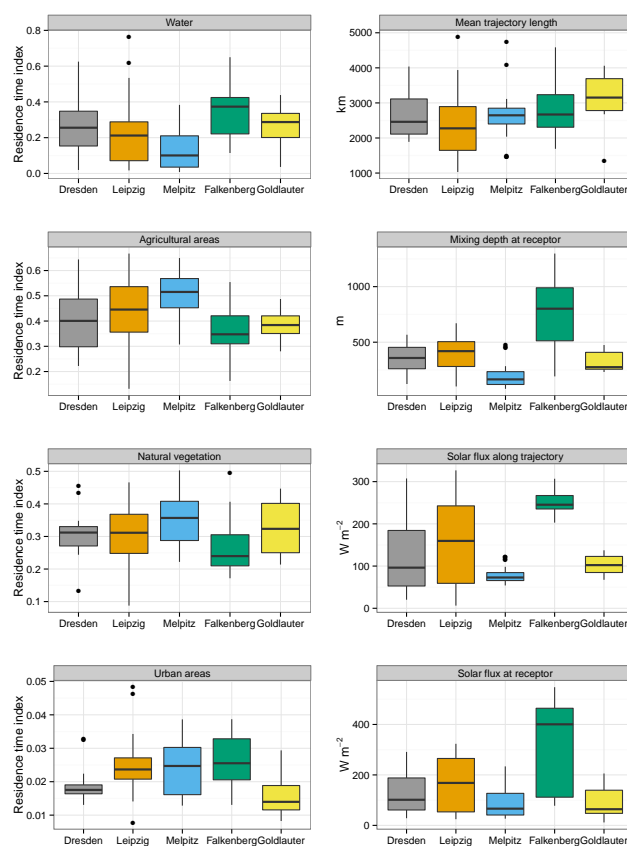 Water
Residence time index
0.8
0.6
0.4
0.2
0.0
Dresden Leipzig Melpitz Falkenberg Goldlauter
Mean trajectory length
km
5000
4000
3000
2000
1000
Dresden Leipzig Melpitz Falkenberg Goldlauter
Agricultural areas
Residence time index
0.6
0.5
0.4
0.3
0.2
Dresden Leipzig Melpitz Falkenberg Goldlauter
Mixing depth at receptor
m
1000
500
Dresden Leipzig Melpitz Falkenberg Goldlauter
Natural vegetation
Residence time index
0.5
0.4
0.3
0.2
0.1
Dresden Leipzig Melpitz Falkenberg Goldlauter
Solar flux along trajectory
W m⁻²
300
200
100
0
Dresden Leipzig Melpitz Falkenberg Goldlauter
Urban areas
Residence time index
0.05
0.04
0.03
0.02
0.01
Dresden Leipzig Melpitz Falkenberg Goldlauter
Solar flux at receptor
W m⁻²
400
200
0
Dresden Leipzig Melpitz Falkenberg Goldlauter